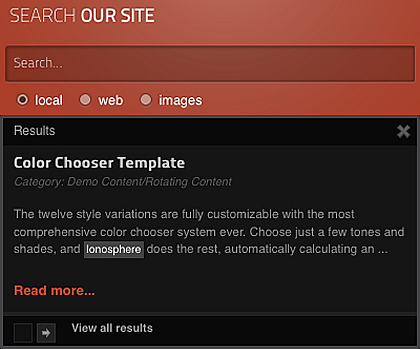 SEARCH OUR SITE
Search...
local web images
Results
Color Chooser Template
Category: Demo Content/Rotating Content
The twelve style variations are fully customizable with the most
comprehensive color chooser system ever. Choose just a few tones and
shades, and Ionosphere does the rest, automatically calculating an ...
Read more...
View all results